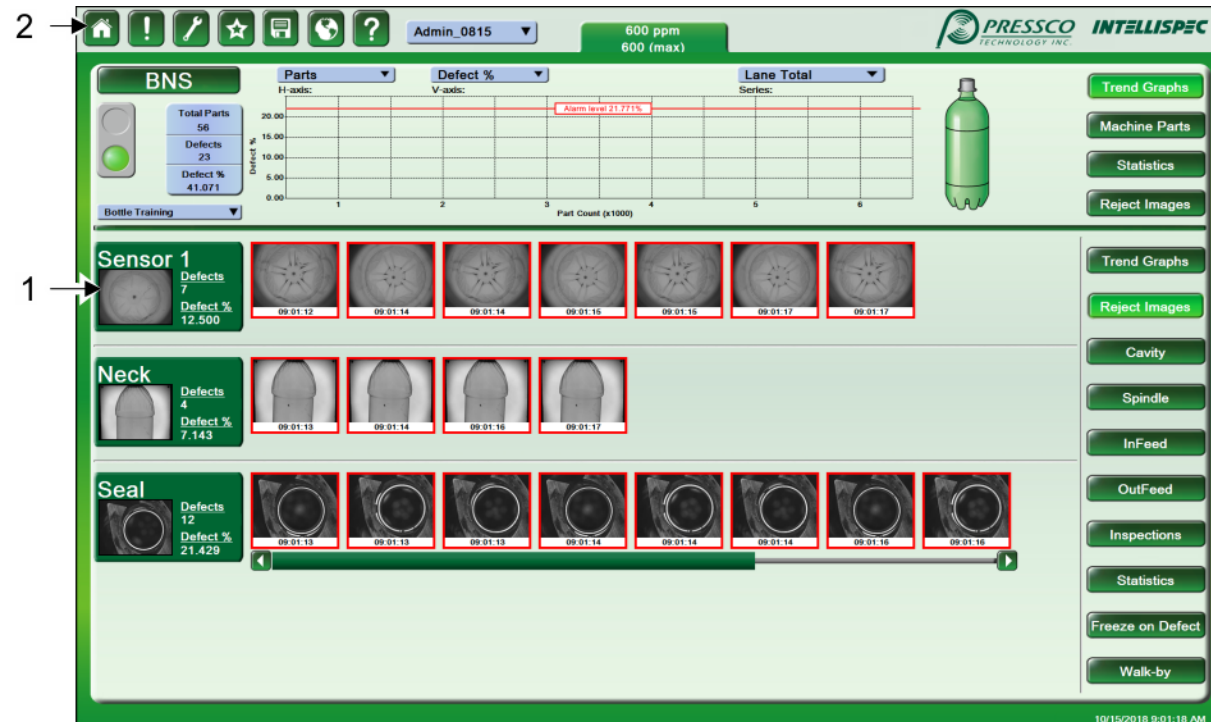 2
Admin_0815
600 ppm
600 (max)
PRESSCO
TECHNOLOGY INC.
INTELLISPEC
BNS
Total Parts
56
Defects
23
Defect %
41.071
Bottle Training
Parts
H-axis:
Defect %
V-axis:
Lane Total
Series:
Alarm level 21.771%
Defect %
20.00
15.00
10.00
5.00
0.00
1 2 3 4 5 6
Part Count (x1000)
Trend Graphs
Machine Parts
Statistics
Reject Images
1
Sensor 1
Defects
7
Defect %
12.500
09:01:12 09:01:14 09:01:14 09:01:15 09:01:15 09:01:17 09:01:17
Neck
Defects
4
Defect %
7.143
09:01:13 09:01:14 09:01:16 09:01:17
Seal
Defects
12
Defect %
21.429
09:01:13 09:01:13 09:01:13 09:01:14 09:01:14 09:01:14 09:01:16 09:01:16
Trend Graphs
Reject Images
Cavity
Spindle
InFeed
OutFeed
Inspections
Statistics
Freeze on Defect
Walk-by
10/15/2018 9:01:18 AM